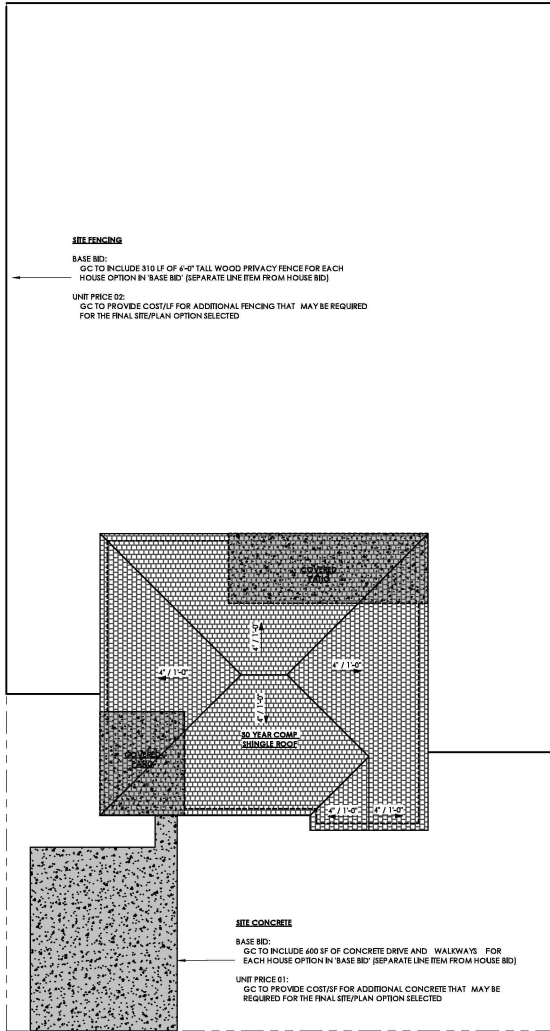 SITE FENCING
BASE BID:
GC TO INCLUDE 310 LF OF 6'-0" TALL WOOD PRIVACY FENCE FOR EACH
HOUSE OPTION IN 'BASE BID' (SEPARATE LINE ITEM FROM HOUSE BID)
UNIT PRICE 02:
GC TO PROVIDE COST/LF FOR ADDITIONAL FENCING THAT MAY BE REQUIRED
FOR THE FINAL SITE/PLAN OPTION SELECTED
COVERED
PATIO
4" / 1'-0"
4" / 1'-0"
4" / 1'-0"
4" / 1'-0"
30 YEAR COMP.
SHINGLE ROOF
COVERED
PATIO
4" / 1'-0"
4" / 1'-0"
SITE CONCRETE
BASE BID:
GC TO INCLUDE 600 SF OF CONCRETE DRIVE AND WALKWAYS FOR
EACH HOUSE OPTION IN 'BASE BID' (SEPARATE LINE ITEM FROM HOUSE BID)
UNIT PRICE 01:
GC TO PROVIDE COST/SF FOR ADDITIONAL CONCRETE THAT MAY BE
REQUIRED FOR THE FINAL SITE/PLAN OPTION SELECTED